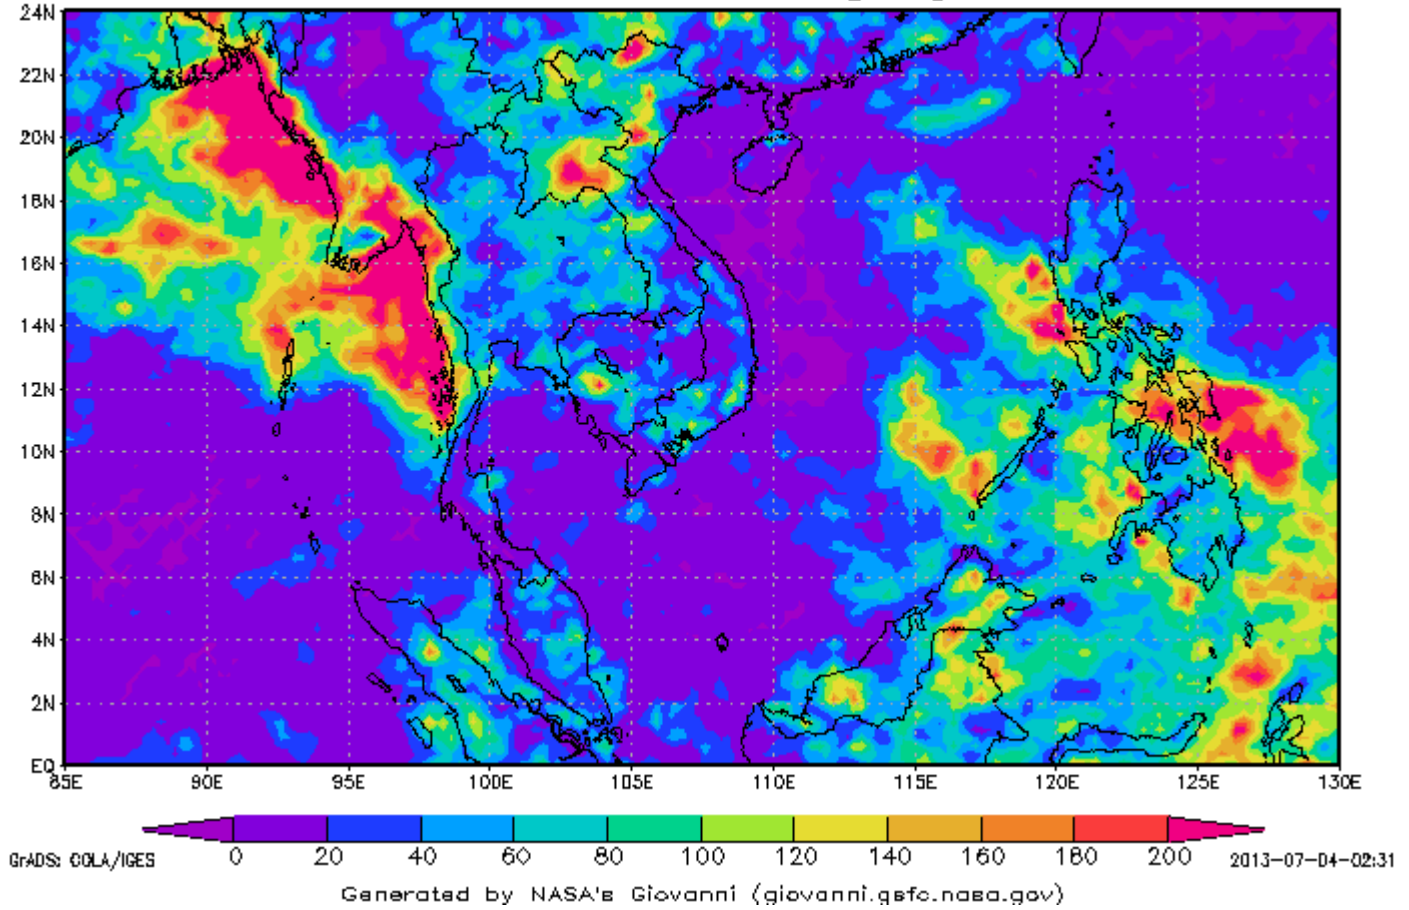 24N
22N
20N
18N
16N
14N
12N
10N
8N
6N
4N
2N
EQ
85E 90E 95E 100E 105E 110E 115E 120E 125E 130E
GrADS: COLA/IGES 0 20 40 60 80 100 120 140 160 180 200 2013-07-04-02:31
Generated by NASA's Giovanni (giovanni.gsfc.nasa.gov)